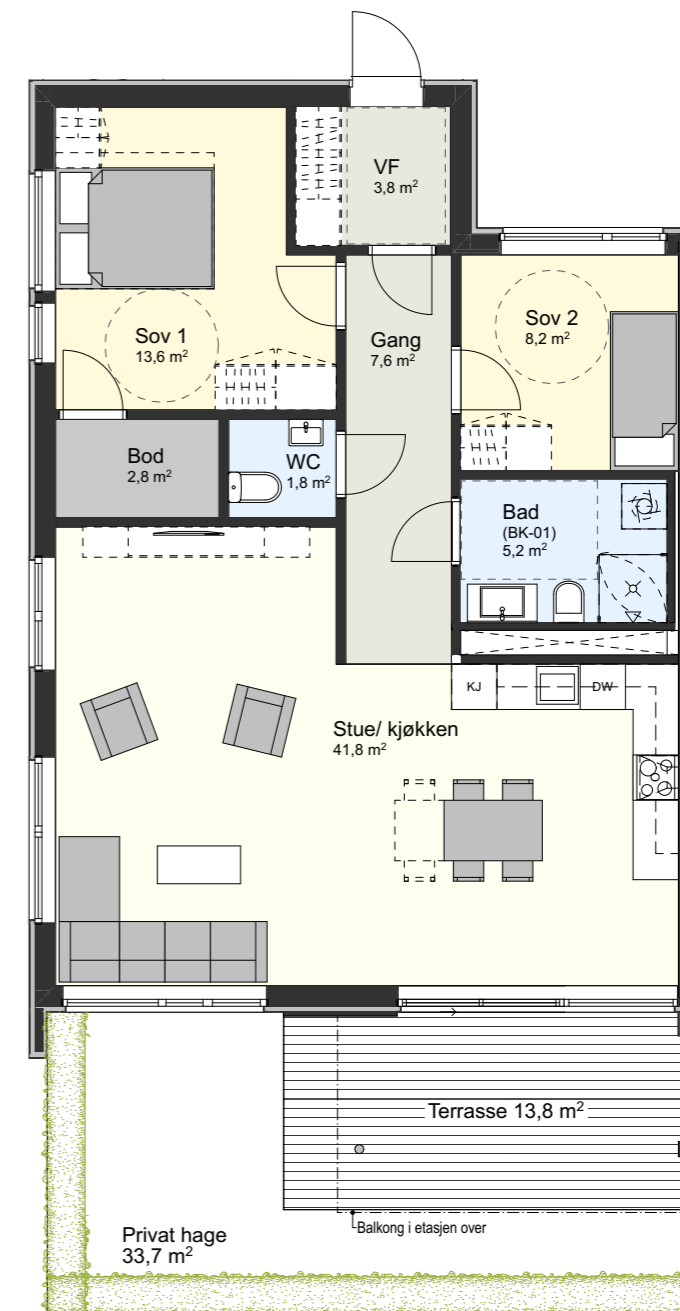 VF
3,8 m²
Sov 1
13,6 m²
Gang
7,6 m²
Sov 2
8,2 m²
Bod
2,8 m²
WC
1,8 m²
Bad
(BK-01)
5,2 m²
KJ
DW
Stue/ kjøkken
41,8 m²
Terrasse 13,8 m²
Balkong i etasjen over
Privat hage
33,7 m²